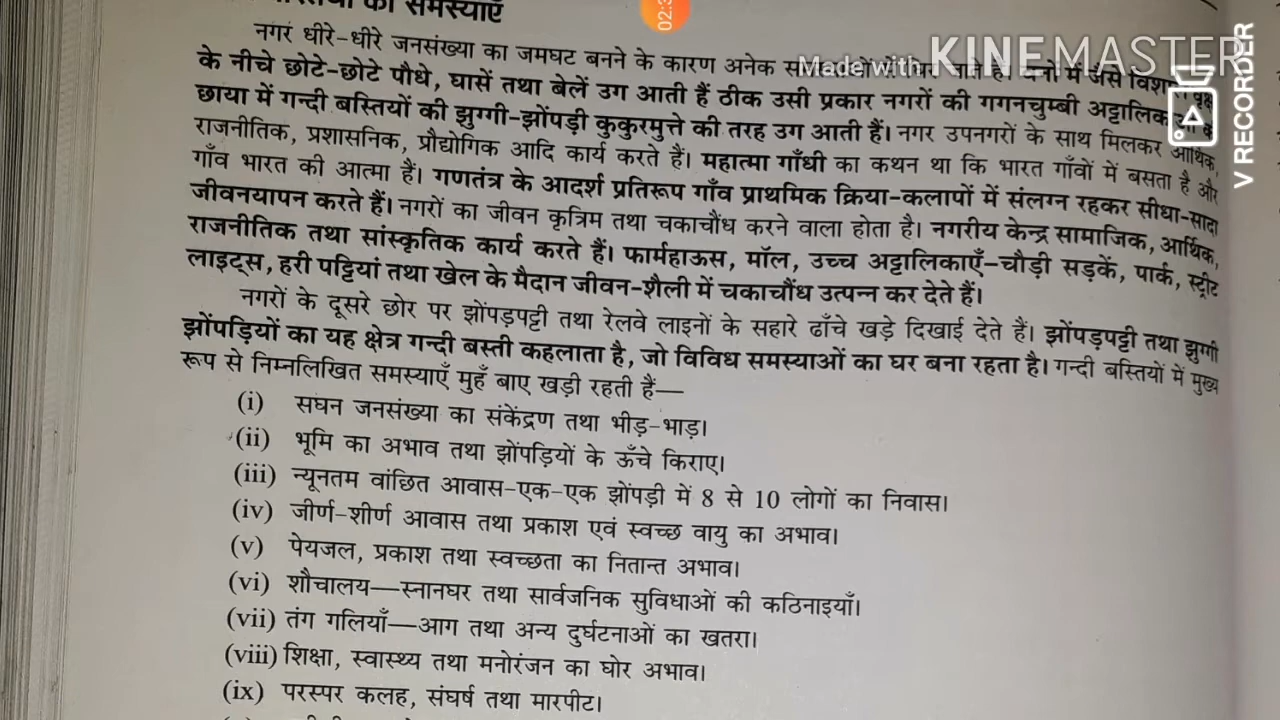 की समस्याएँ
02:3
Made with KINEMASTER
V RECORDER
नगर धीरे-धीरे जनसंख्या का जमघट बनने के कारण अनेक
के नीचे छोटे-छोटे पौधे, घासें तथा बेलें उग आती हैं ठीक उसी प्रकार नगरों की गगनचुम्बी
छाया में गन्दी बस्तियों की झुग्गी-झोंपड़ी कुकुरमुत्ते की तरह उग आती हैं। नगर उपनगरों के साथ मिलकर आर्थिक,
राजनीतिक, प्रशासनिक, प्रौद्योगिक आदि कार्य करते हैं। महात्मा गाँधी का कथन था कि भारत गाँवों में बसता है और
गाँव भारत की आत्मा हैं। गणतंत्र के आदर्श प्रतिरूप गाँव प्राथमिक क्रिया-कलापों में संलग्न रहकर सीधा-सादा
जीवनयापन करते हैं। नगरों का जीवन कृत्रिम तथा चकाचौंध करने वाला होता है। नगरीय केन्द्र सामाजिक, आर्थिक,
राजनीतिक तथा सांस्कृतिक कार्य करते हैं। फार्महाऊस, मॉल, उच्च अट्टालिकाएँ-चौड़ी सड़कें, पार्क, स्ट्रीट
लाइट्स, हरी पट्टियां तथा खेल के मैदान जीवन-शैली में चकाचौंध उत्पन्न कर देते हैं।
नगरों के दूसरे छोर पर झोंपड़पट्टी तथा रेलवे लाइनों के सहारे ढाँचे खड़े दिखाई देते हैं। झोंपड़पट्टी तथा झुग्गी
झोंपड़ियों का यह क्षेत्र गन्दी बस्ती कहलाता है, जो विविध समस्याओं का घर बना रहता है। गन्दी बस्तियों में मुख्य
रूप से निम्नलिखित समस्याएँ मुहँ बाए खड़ी रहती हैं—
(i) सघन जनसंख्या का संकेंद्रण तथा भीड़-भाड़।
(ii) भूमि का अभाव तथा झोंपड़ियों के ऊँचे किराए।
(iii) न्यूनतम वांछित आवास-एक-एक झोंपड़ी में 8 से 10 लोगों का निवास।
(iv) जीर्ण-शीर्ण आवास तथा प्रकाश एवं स्वच्छ वायु का अभाव।
(v) पेयजल, प्रकाश तथा स्वच्छता का नितान्त अभाव।
(vi) शौचालय—स्नानघर तथा सार्वजनिक सुविधाओं की कठिनाइयाँ।
(vii) तंग गलियाँ—आग तथा अन्य दुर्घटनाओं का खतरा।
(viii) शिक्षा, स्वास्थ्य तथा मनोरंजन का घोर अभाव।
(ix) परस्पर कलह, संघर्ष तथा मारपीट।